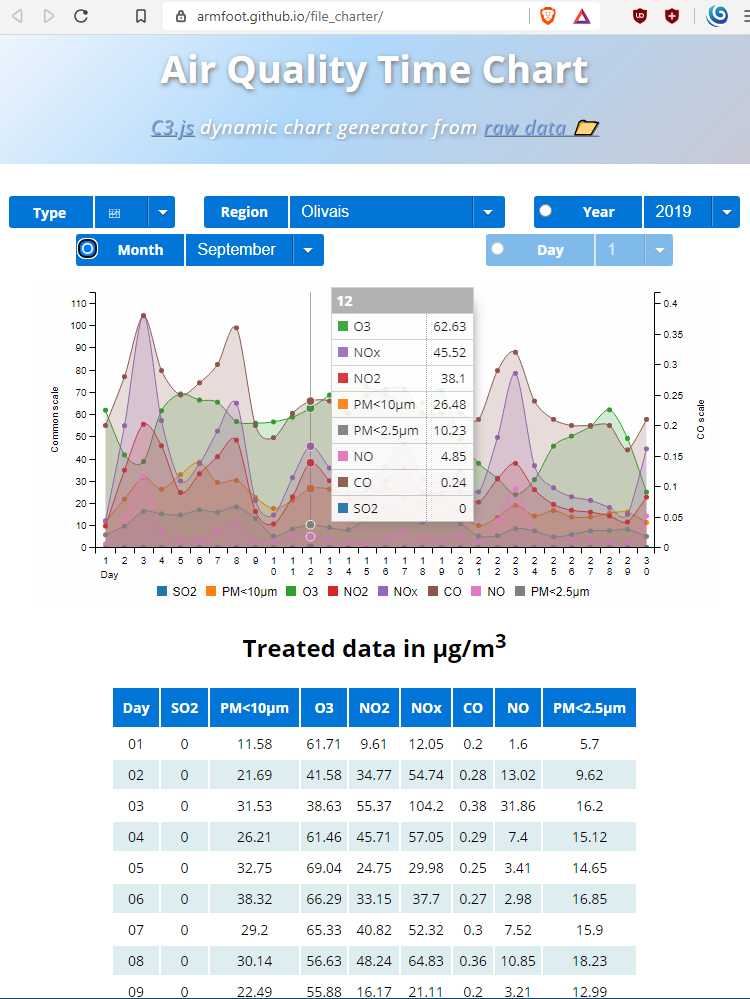 armfoot.github.io/file_charter/
Air Quality Time Chart
C3.js dynamic chart generator from raw data
Type
Region Olivais
Year 2019
Month September
Day 1
110
100
90
80
70
60
50
40
30
20
10
0
Common scale
0.4
0.35
0.3
0.25
0.2
0.15
0.1
0.05
0
CO scale
12
O3 62.63
NOx 45.52
NO2 38.1
PM<10μm 26.48
PM<2.5μm 10.23
NO 4.85
CO 0.24
SO2 0
1 2 3 4 5 6 7 8 9 10 11 12 13 14 15 16 17 18 19 20 21 22 23 24 25 26 27 28 29 30
Day
SO2 PM<10μm O3 NO2 NOx CO NO PM<2.5μm
Treated data in μg/m³
Day SO2 PM<10μm O3 NO2 NOx CO NO PM<2.5μm
01 0 11.58 61.71 9.61 12.05 0.2 1.6 5.7
02 0 21.69 41.58 34.77 54.74 0.28 13.02 9.62
03 0 31.53 38.63 55.37 104.2 0.38 31.86 16.2
04 0 26.21 61.46 45.71 57.05 0.29 7.4 15.12
05 0 32.75 69.04 24.75 29.98 0.25 3.41 14.65
06 0 38.32 66.29 33.15 37.7 0.27 2.98 16.85
07 0 29.2 65.33 40.82 52.32 0.3 7.52 15.9
08 0 30.14 56.63 48.24 64.83 0.36 10.85 18.23
09 0 22.49 55.88 16.17 21.11 0.2 3.21 12.99